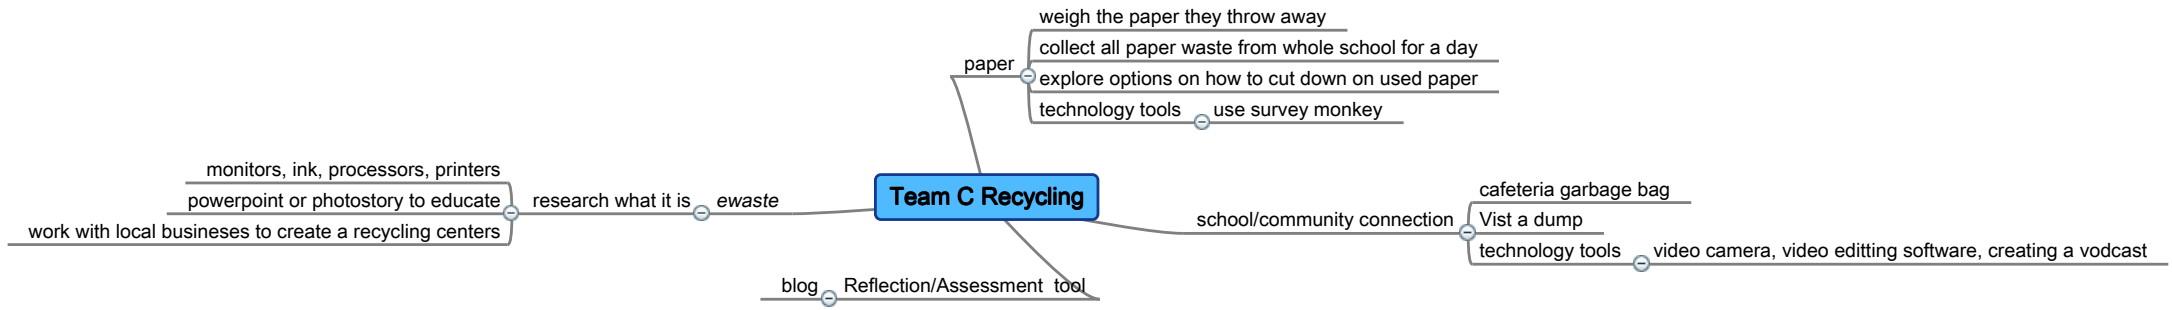 weigh the paper they throw away
collect all paper waste from whole school for a day
paper
explore options on how to cut down on used paper
technology tools
use survey monkey
monitors, ink, processors, printers
powerpoint or photostory to educate
research what it is
ewaste
work with local busineses to create a recycling centers
Team C Recycling
cafeteria garbage bag
school/community connection
Vist a dump
technology tools
video camera, video editting software, creating a vodcast
blog
Reflection/Assessment  tool